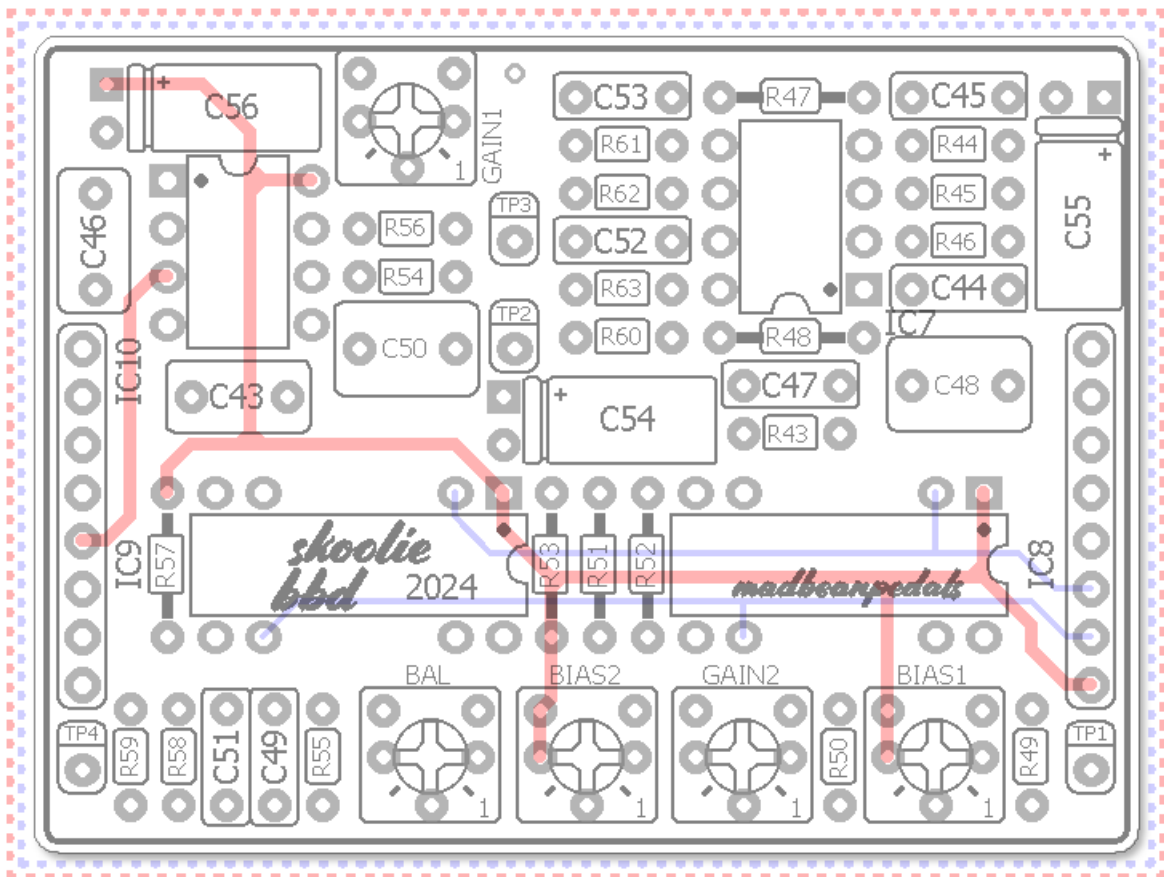 C56
1
GAIN1
C53
R47
C45
R61
R44
R62
R45
TP3
C46
R56
C52
R46
C55
R54
R63
C44
TP2
IC7
R60
R48
C50
IC10
C43
C54
C47
C48
R43
IC9
R57
skoolie
bbd 2024
R53
R51
R52
madbeanpedals
IC8
BAL
BIAS2
GAIN2
BIAS1
TP4
TP1
R59
R58
C51
C49
R55
1
1
1
R50
1
R49